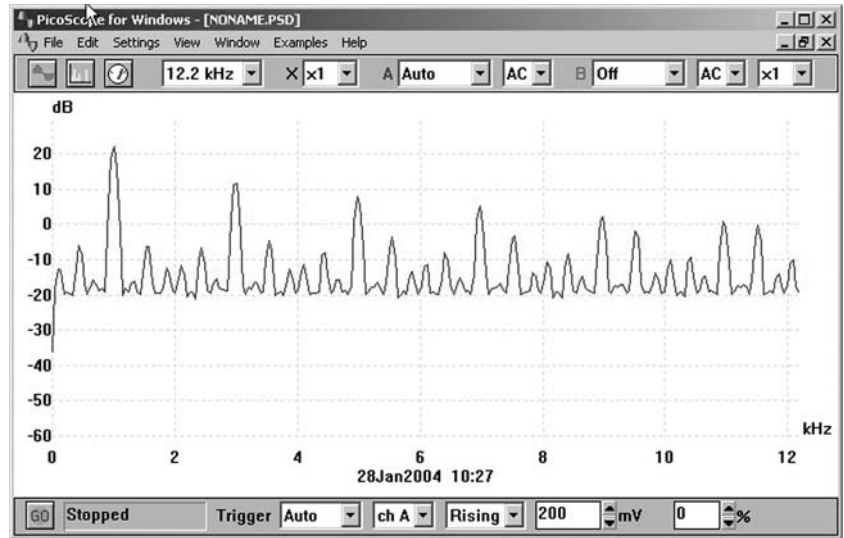 PicoScope for Windows - [NONAME.PSD]
File Edit Settings View Window Examples Help
12.2 kHz X x1 A Auto AC B Off AC x1
dB
20
10
0
-10
-20
-30
-40
-50
-60
kHz
0 2 4 6 8 10 12
28Jan2004 10:27
GO Stopped Trigger Auto ch A Rising 200 mV 0 %